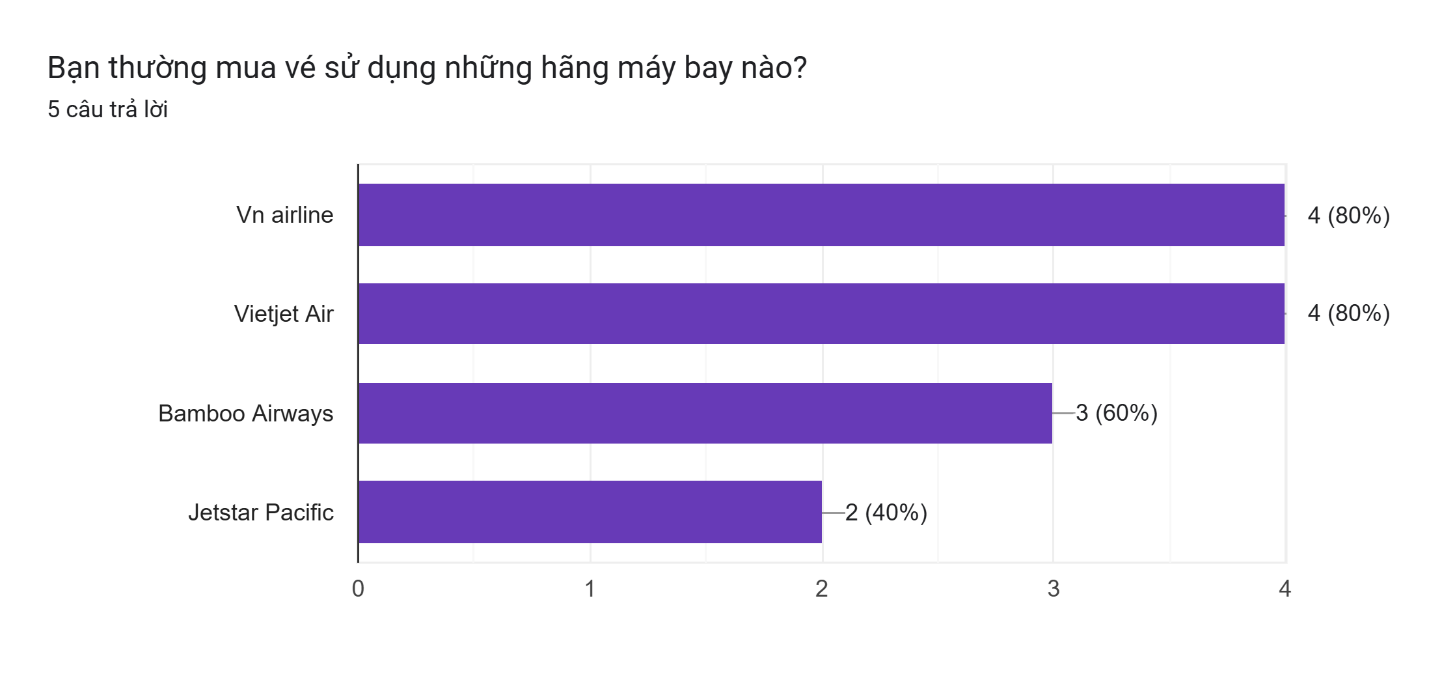 Bạn thường mua vé sử dụng những hãng máy bay nào?
5 câu trả lời
Vn airline 4 (80%)
Vietjet Air 4 (80%)
Bamboo Airways 3 (60%)
Jetstar Pacific 2 (40%)
0 1 2 3 4